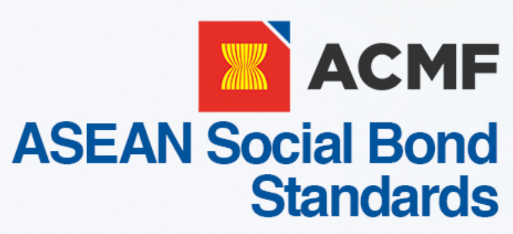 ACMF
ASEAN Social Bond
Standards